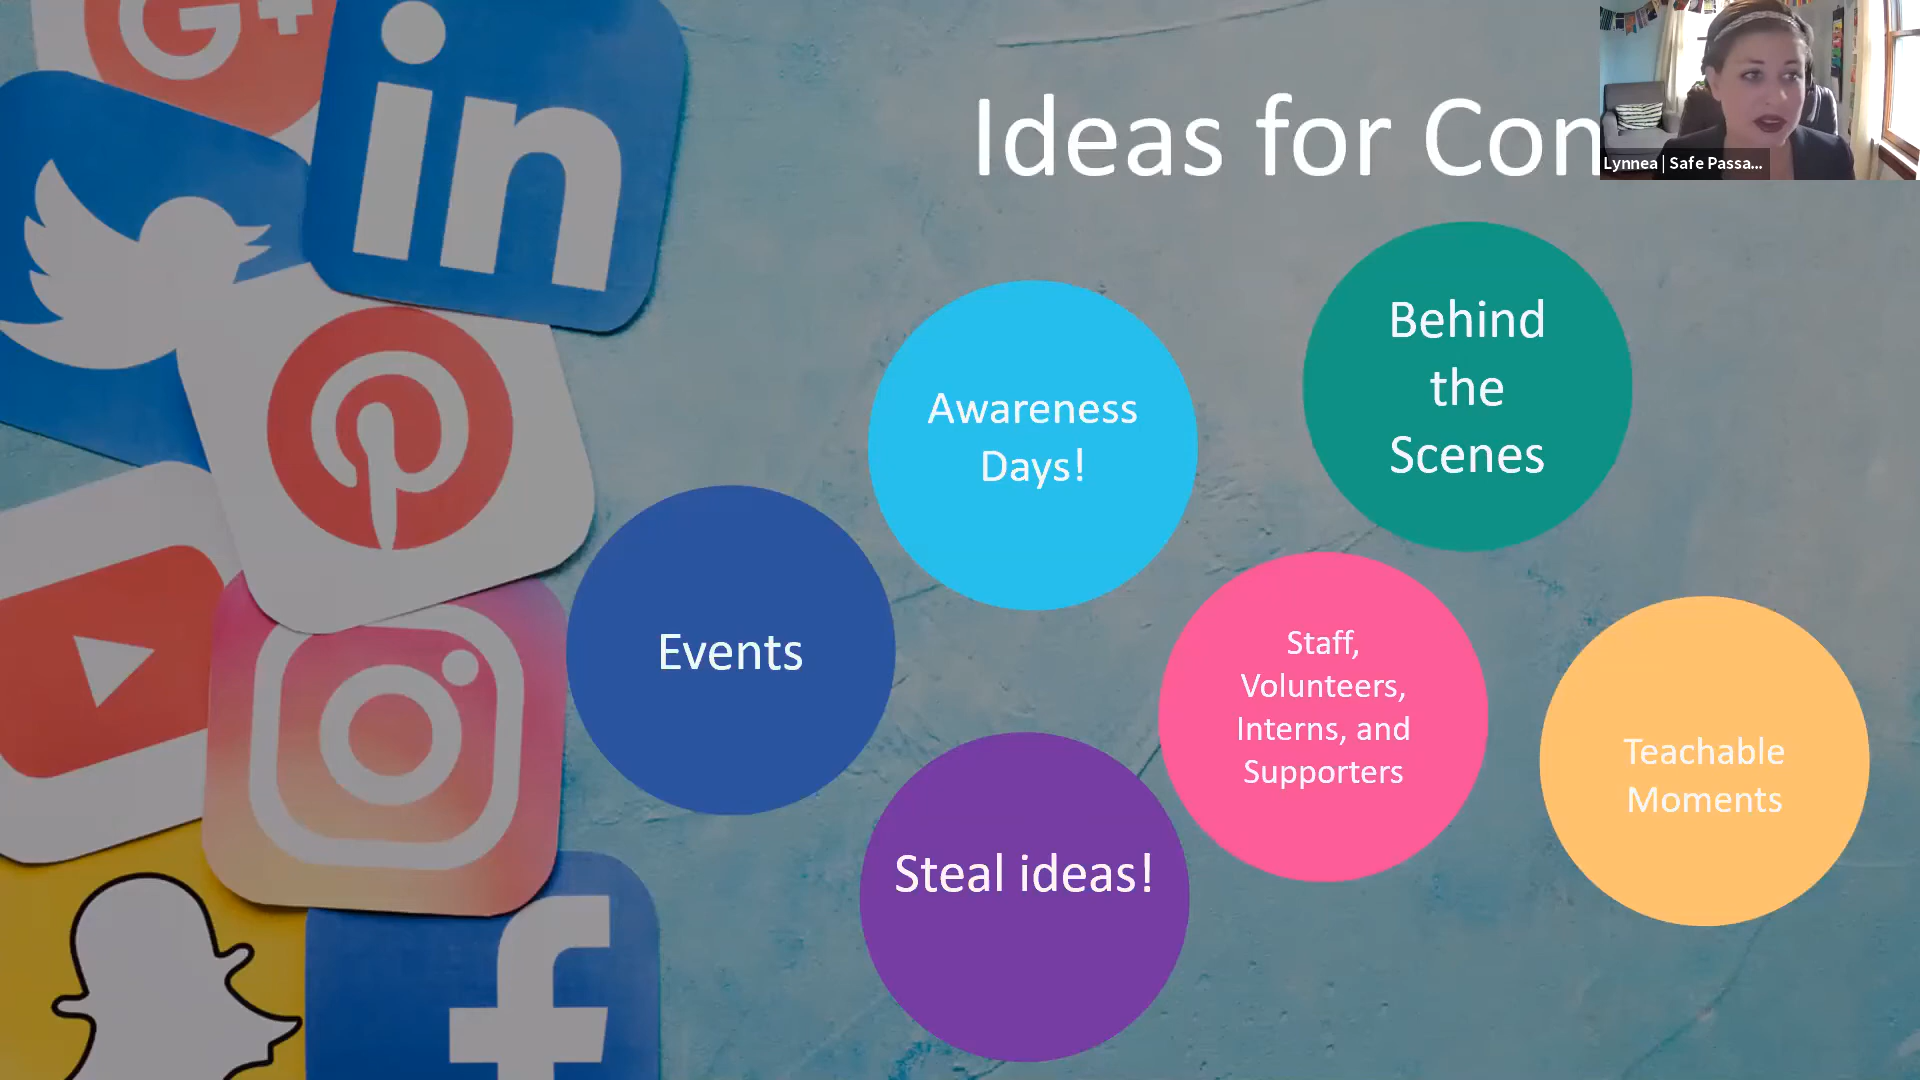 G+
in
Ideas for Con
Lynnea | Safe Passa...
Behind
the
Scenes
Awareness
Days!
Events
Staff,
Volunteers,
Interns, and
Supporters
Teachable
Moments
Steal ideas!
f